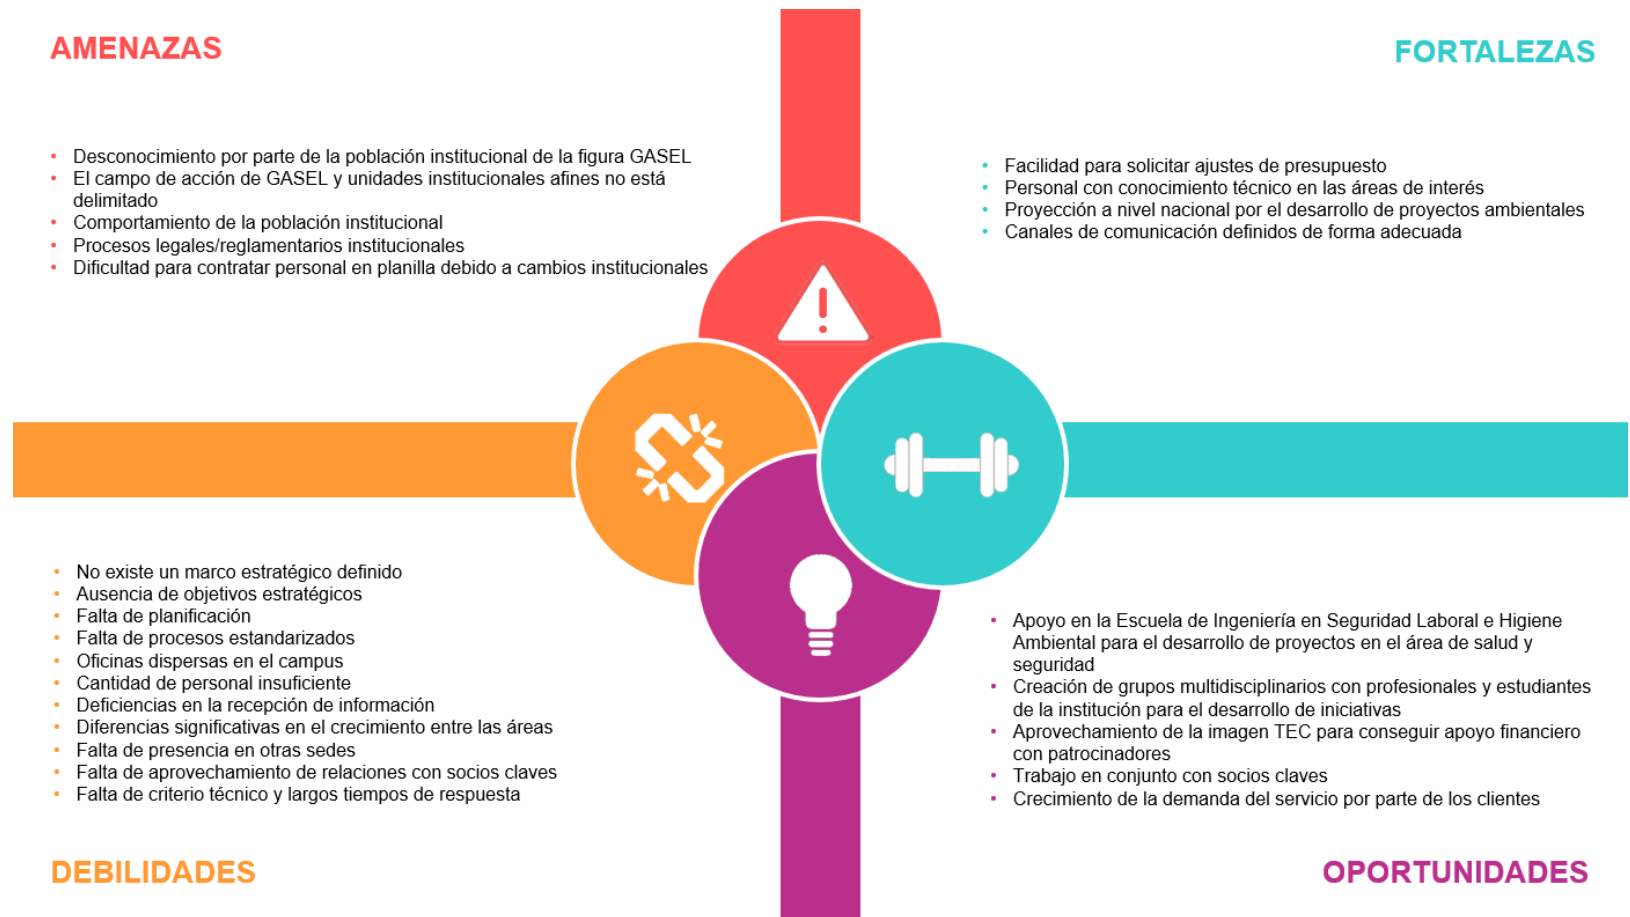 AMENAZAS
• Desconocimiento por parte de la población institucional de la figura GASEL
• El campo de acción de GASEL y unidades institucionales afines no está
delimitado
• Comportamiento de la población institucional
• Procesos legales/reglamentarios institucionales
• Dificultad para contratar personal en planilla debido a cambios institucionales
FORTALEZAS
• Facilidad para solicitar ajustes de presupuesto
• Personal con conocimiento técnico en las áreas de interés
• Proyección a nivel nacional por el desarrollo de proyectos ambientales
• Canales de comunicación definidos de forma adecuada
• No existe un marco estratégico definido
• Ausencia de objetivos estratégicos
• Falta de planificación
• Falta de procesos estandarizados
• Oficinas dispersas en el campus
• Cantidad de personal insuficiente
• Deficiencias en la recepción de información
• Diferencias significativas en el crecimiento entre las áreas
• Falta de presencia en otras sedes
• Falta de aprovechamiento de relaciones con socios claves
• Falta de criterio técnico y largos tiempos de respuesta
DEBILIDADES
• Apoyo en la Escuela de Ingeniería en Seguridad Laboral e Higiene
Ambiental para el desarrollo de proyectos en el área de salud y
seguridad
• Creación de grupos multidisciplinarios con profesionales y estudiantes
de la institución para el desarrollo de iniciativas
• Aprovechamiento de la imagen TEC para conseguir apoyo financiero
con patrocinadores
• Trabajo en conjunto con socios claves
• Crecimiento de la demanda del servicio por parte de los clientes
OPORTUNIDADES